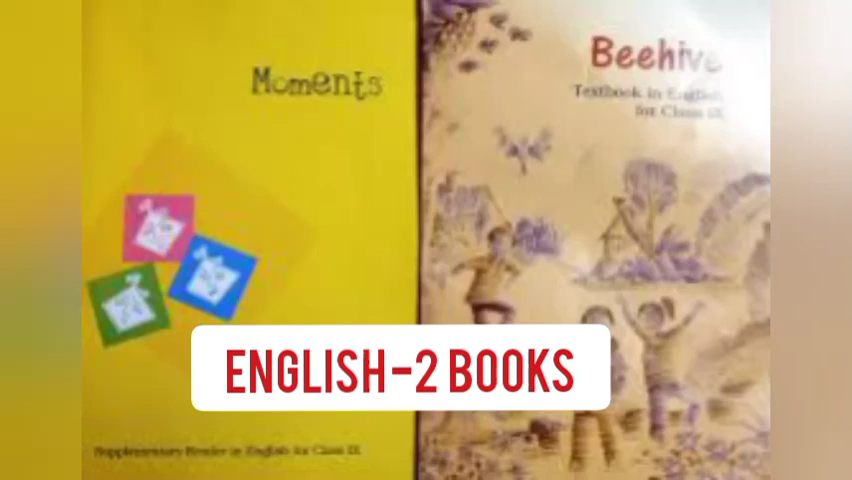 Moments
Supplementary Reader in English for Class IX
Beehive
Textbook in English
for Class IX
ENGLISH-2 BOOKS